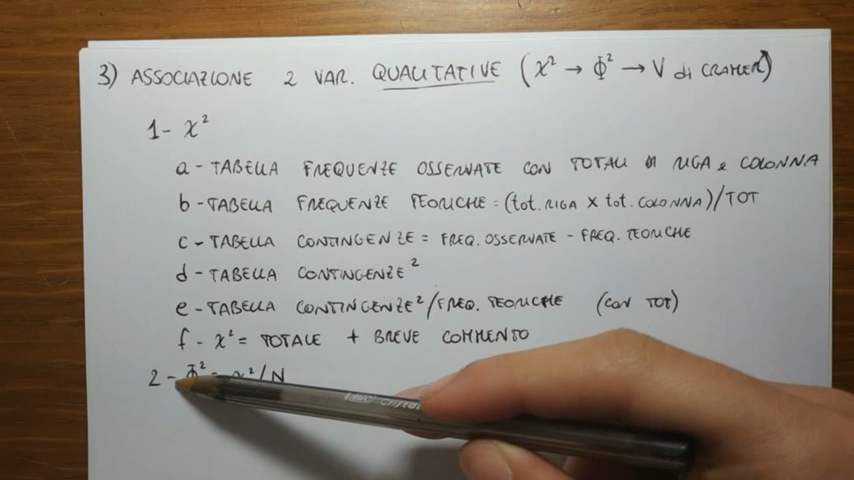 3) ASSOCIAZIONE 2 VAR. QUALITATIVE (χ² → Φ² → V di CRAMER)
1- χ²
a - TABELLA FREQUENZE OSSERVATE CON TOTALI DI RIGA e COLONNA
b - TABELLA FREQUENZE TEORICHE = (tot. RIGA X tot. COLONNA)/TOT
c - TABELLA CONTINGENZE = FREQ. OSSERVATE - FREQ. TEORICHE
d - TABELLA CONTINGENZE²
e - TABELLA CONTINGENZE²/FREQ. TEORICHE (CON TOT)
f - χ² = TOTALE + BREVE COMMENTO
2 - Φ² = χ²/N